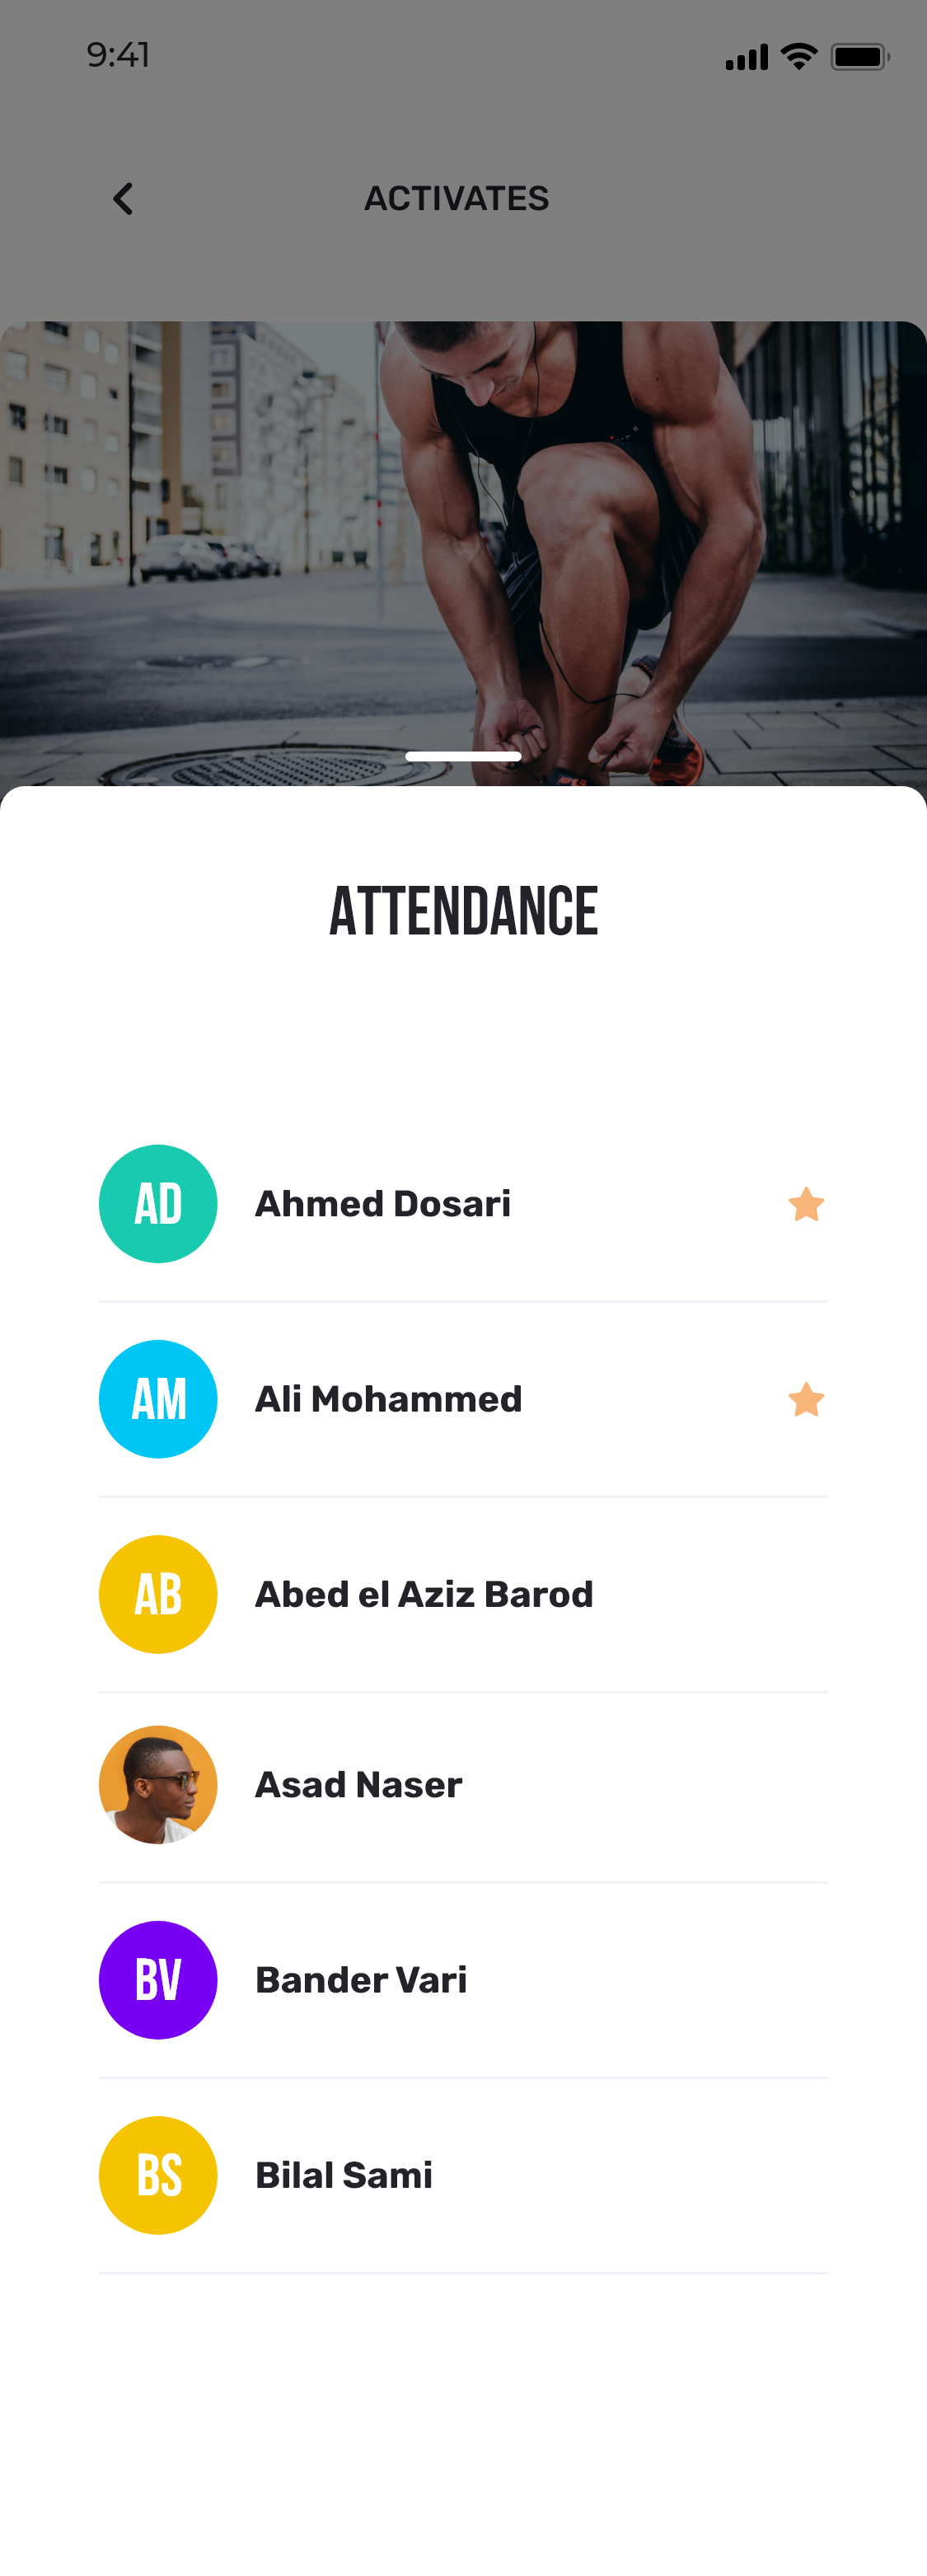 9:41
ACTIVATES
ATTENDANCE
AD
Ahmed Dosari
AM
Ali Mohammed
AB
Abed el Aziz Barod
Asad Naser
BV
Bander Vari
BS
Bilal Sami